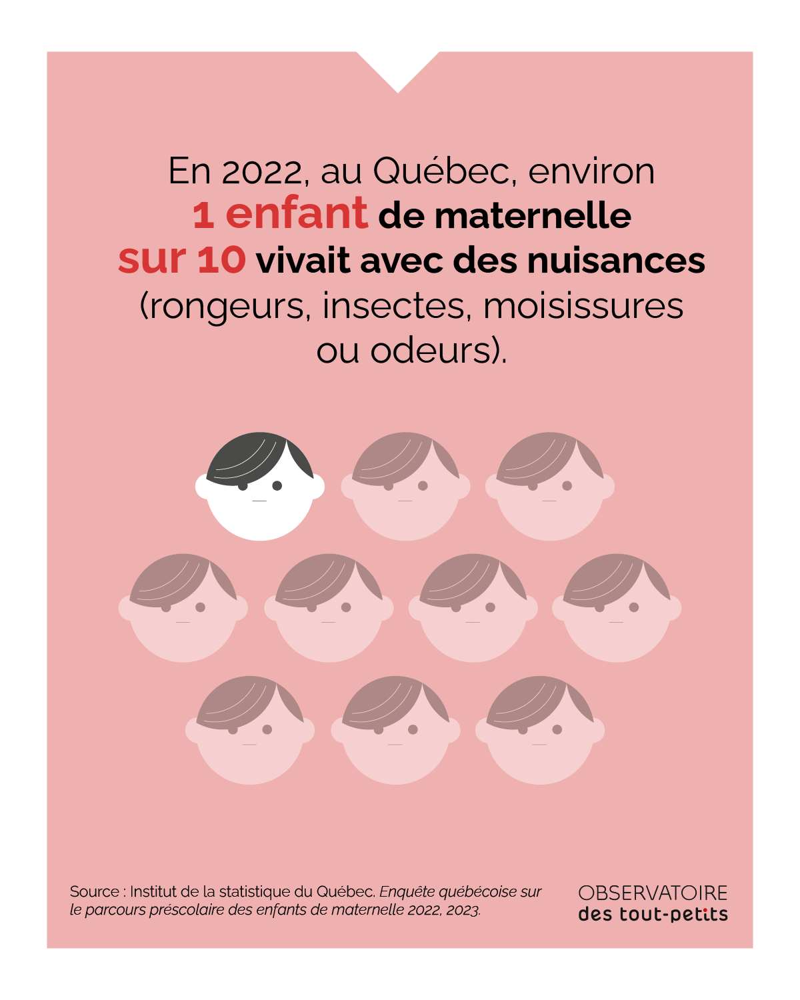 En 2022, au Québec, environ
1 enfant de maternelle
sur 10 vivait avec des nuisances
(rongeurs, insectes, moisissures
ou odeurs).
Source : Institut de la statistique du Québec. Enquête québécoise sur
le parcours préscolaire des enfants de maternelle 2022, 2023.
OBSERVATOIRE
des tout-petits